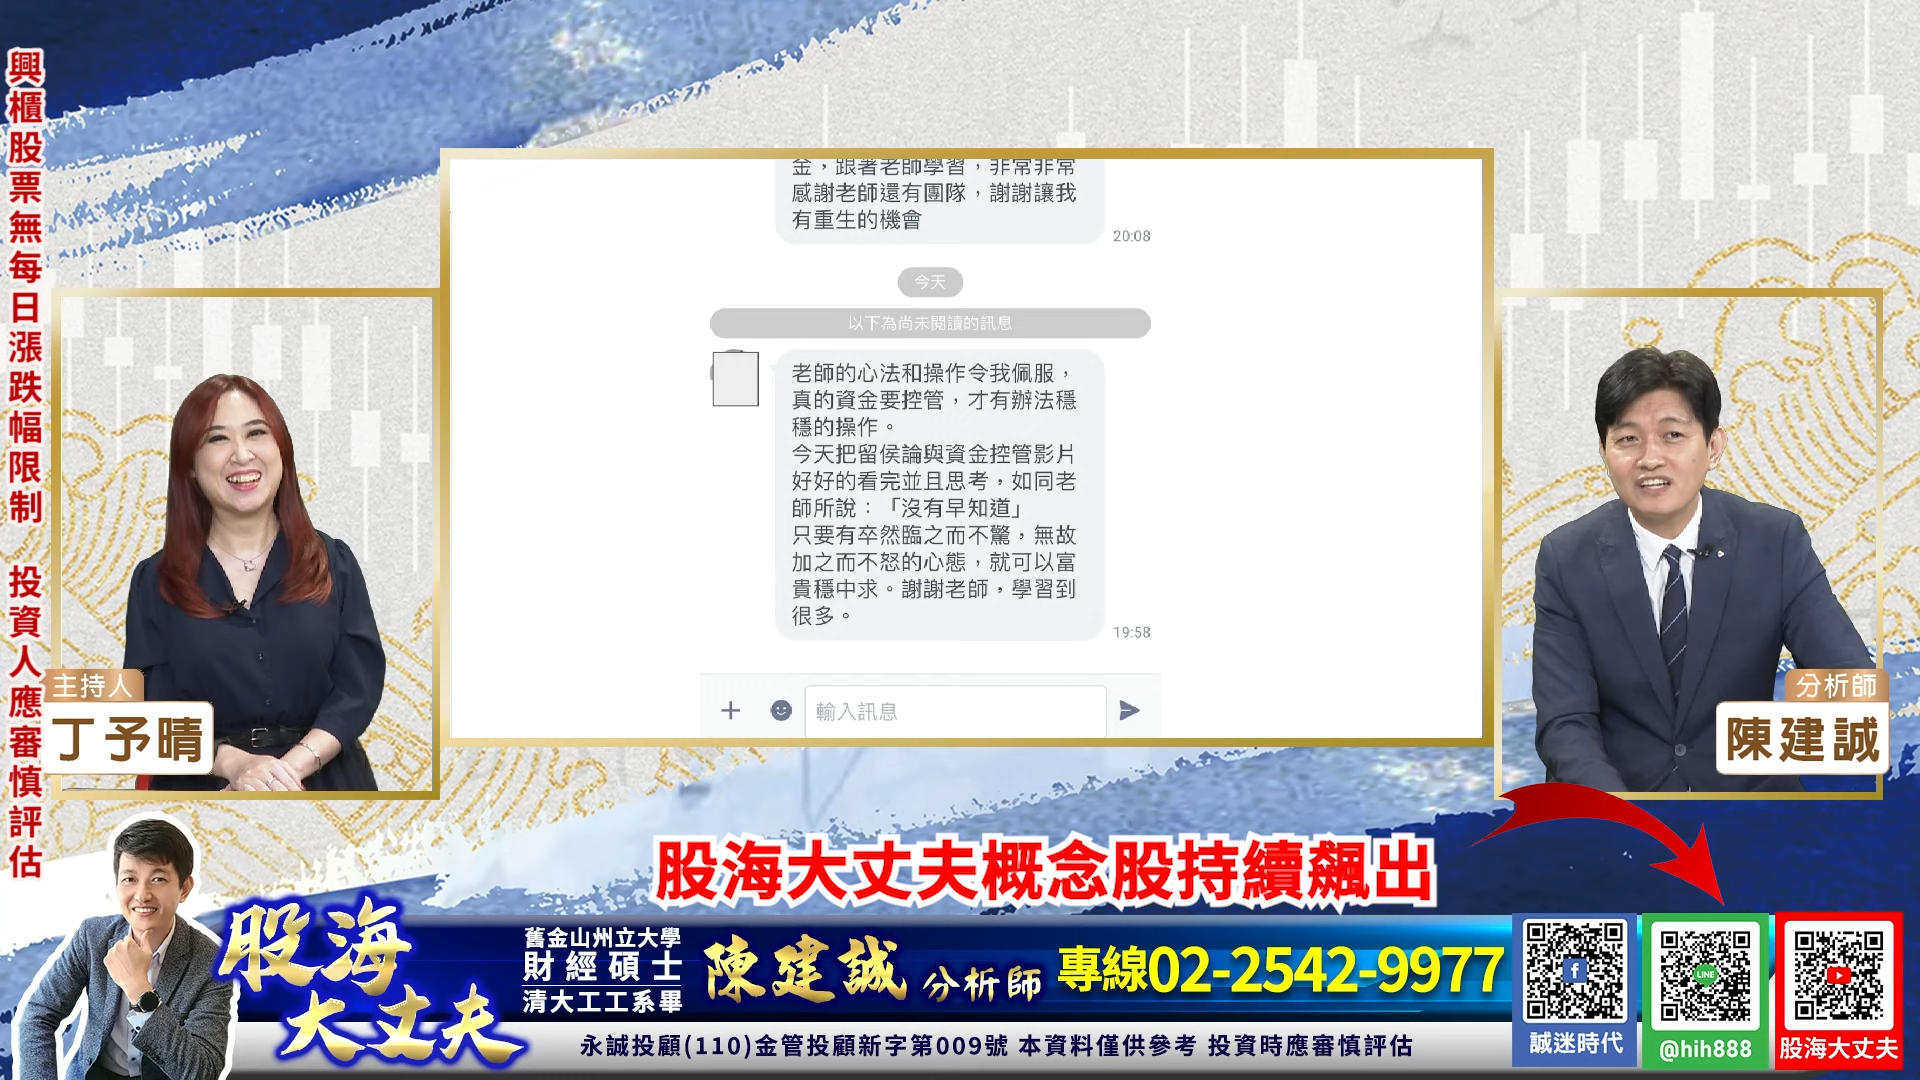 興櫃股票無每日漲跌幅限制 投資人應審慎評估
金，跟著老師學習，非常非常
感謝老師還有團隊，謝謝讓我
有重生的機會
20:08
今天
以下為尚未閱讀的訊息
老師的心法和操作令我佩服，
真的資金要控管，才有辦法穩
穩的操作。
今天把留侯論與資金控管影片
好好的看完並且思考，如同老
師所說：「沒有早知道」
只要有卒然臨之而不驚，無故
加之而不怒的心態，就可以富
貴穩中求。謝謝老師，學習到
很多。
19:58
輸入訊息
主持人
丁予晴
分析師
陳建誠
股海大丈夫概念股持續飆出
股海
大丈夫
舊金山州立大學
財經碩士
清大工工系畢
陳建誠 分析師
專線02-2542-9977
永誠投顧(110)金管投顧新字第009號 本資料僅供參考 投資時應審慎評估
誠迷時代
LINE
@hih888
股海大丈夫